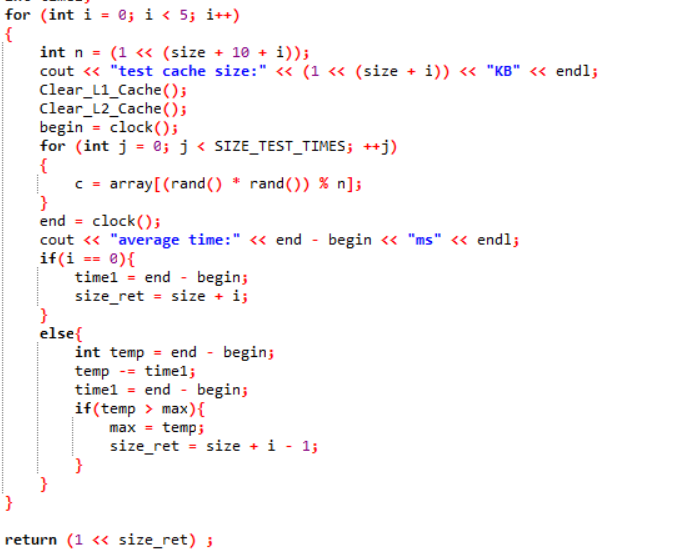 for (int i = 0; i < 5; i++)
{
int n = (1 << (size + 10 + i));
cout << "test cache size:" << (1 << (size + i)) << "KB" << endl;
Clear_L1_Cache();
Clear_L2_Cache();
begin = clock();
for (int j = 0; j < SIZE_TEST_TIMES; ++j)
{
c = array[(rand() * rand()) % n];
}
end = clock();
cout << "average time:" << end - begin << "ms" << endl;
if(i == 0){
time1 = end - begin;
size_ret = size + i;
}
else{
int temp = end - begin;
temp -= time1;
time1 = end - begin;
if(temp > max){
max = temp;
size_ret = size + i - 1;
}
}
}
return (1 << size_ret) ;